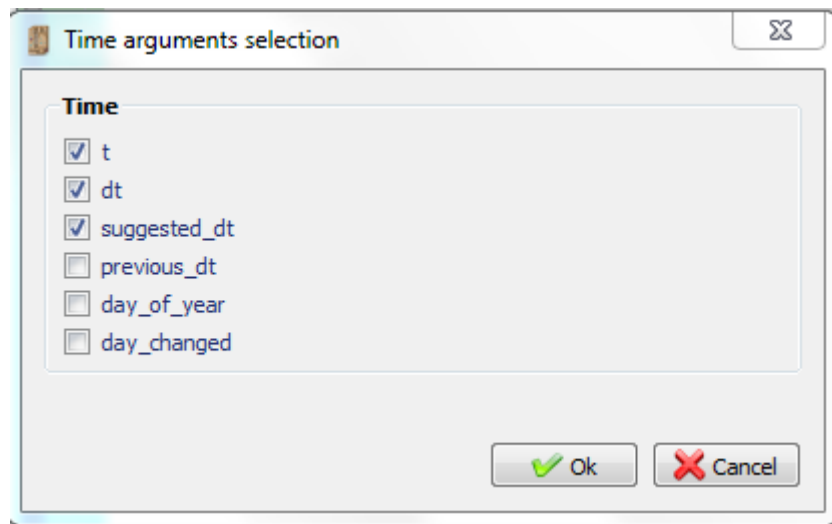 Time arguments selection
Time
t
dt
suggested_dt
previous_dt
day_of_year
day_changed
Ok Cancel